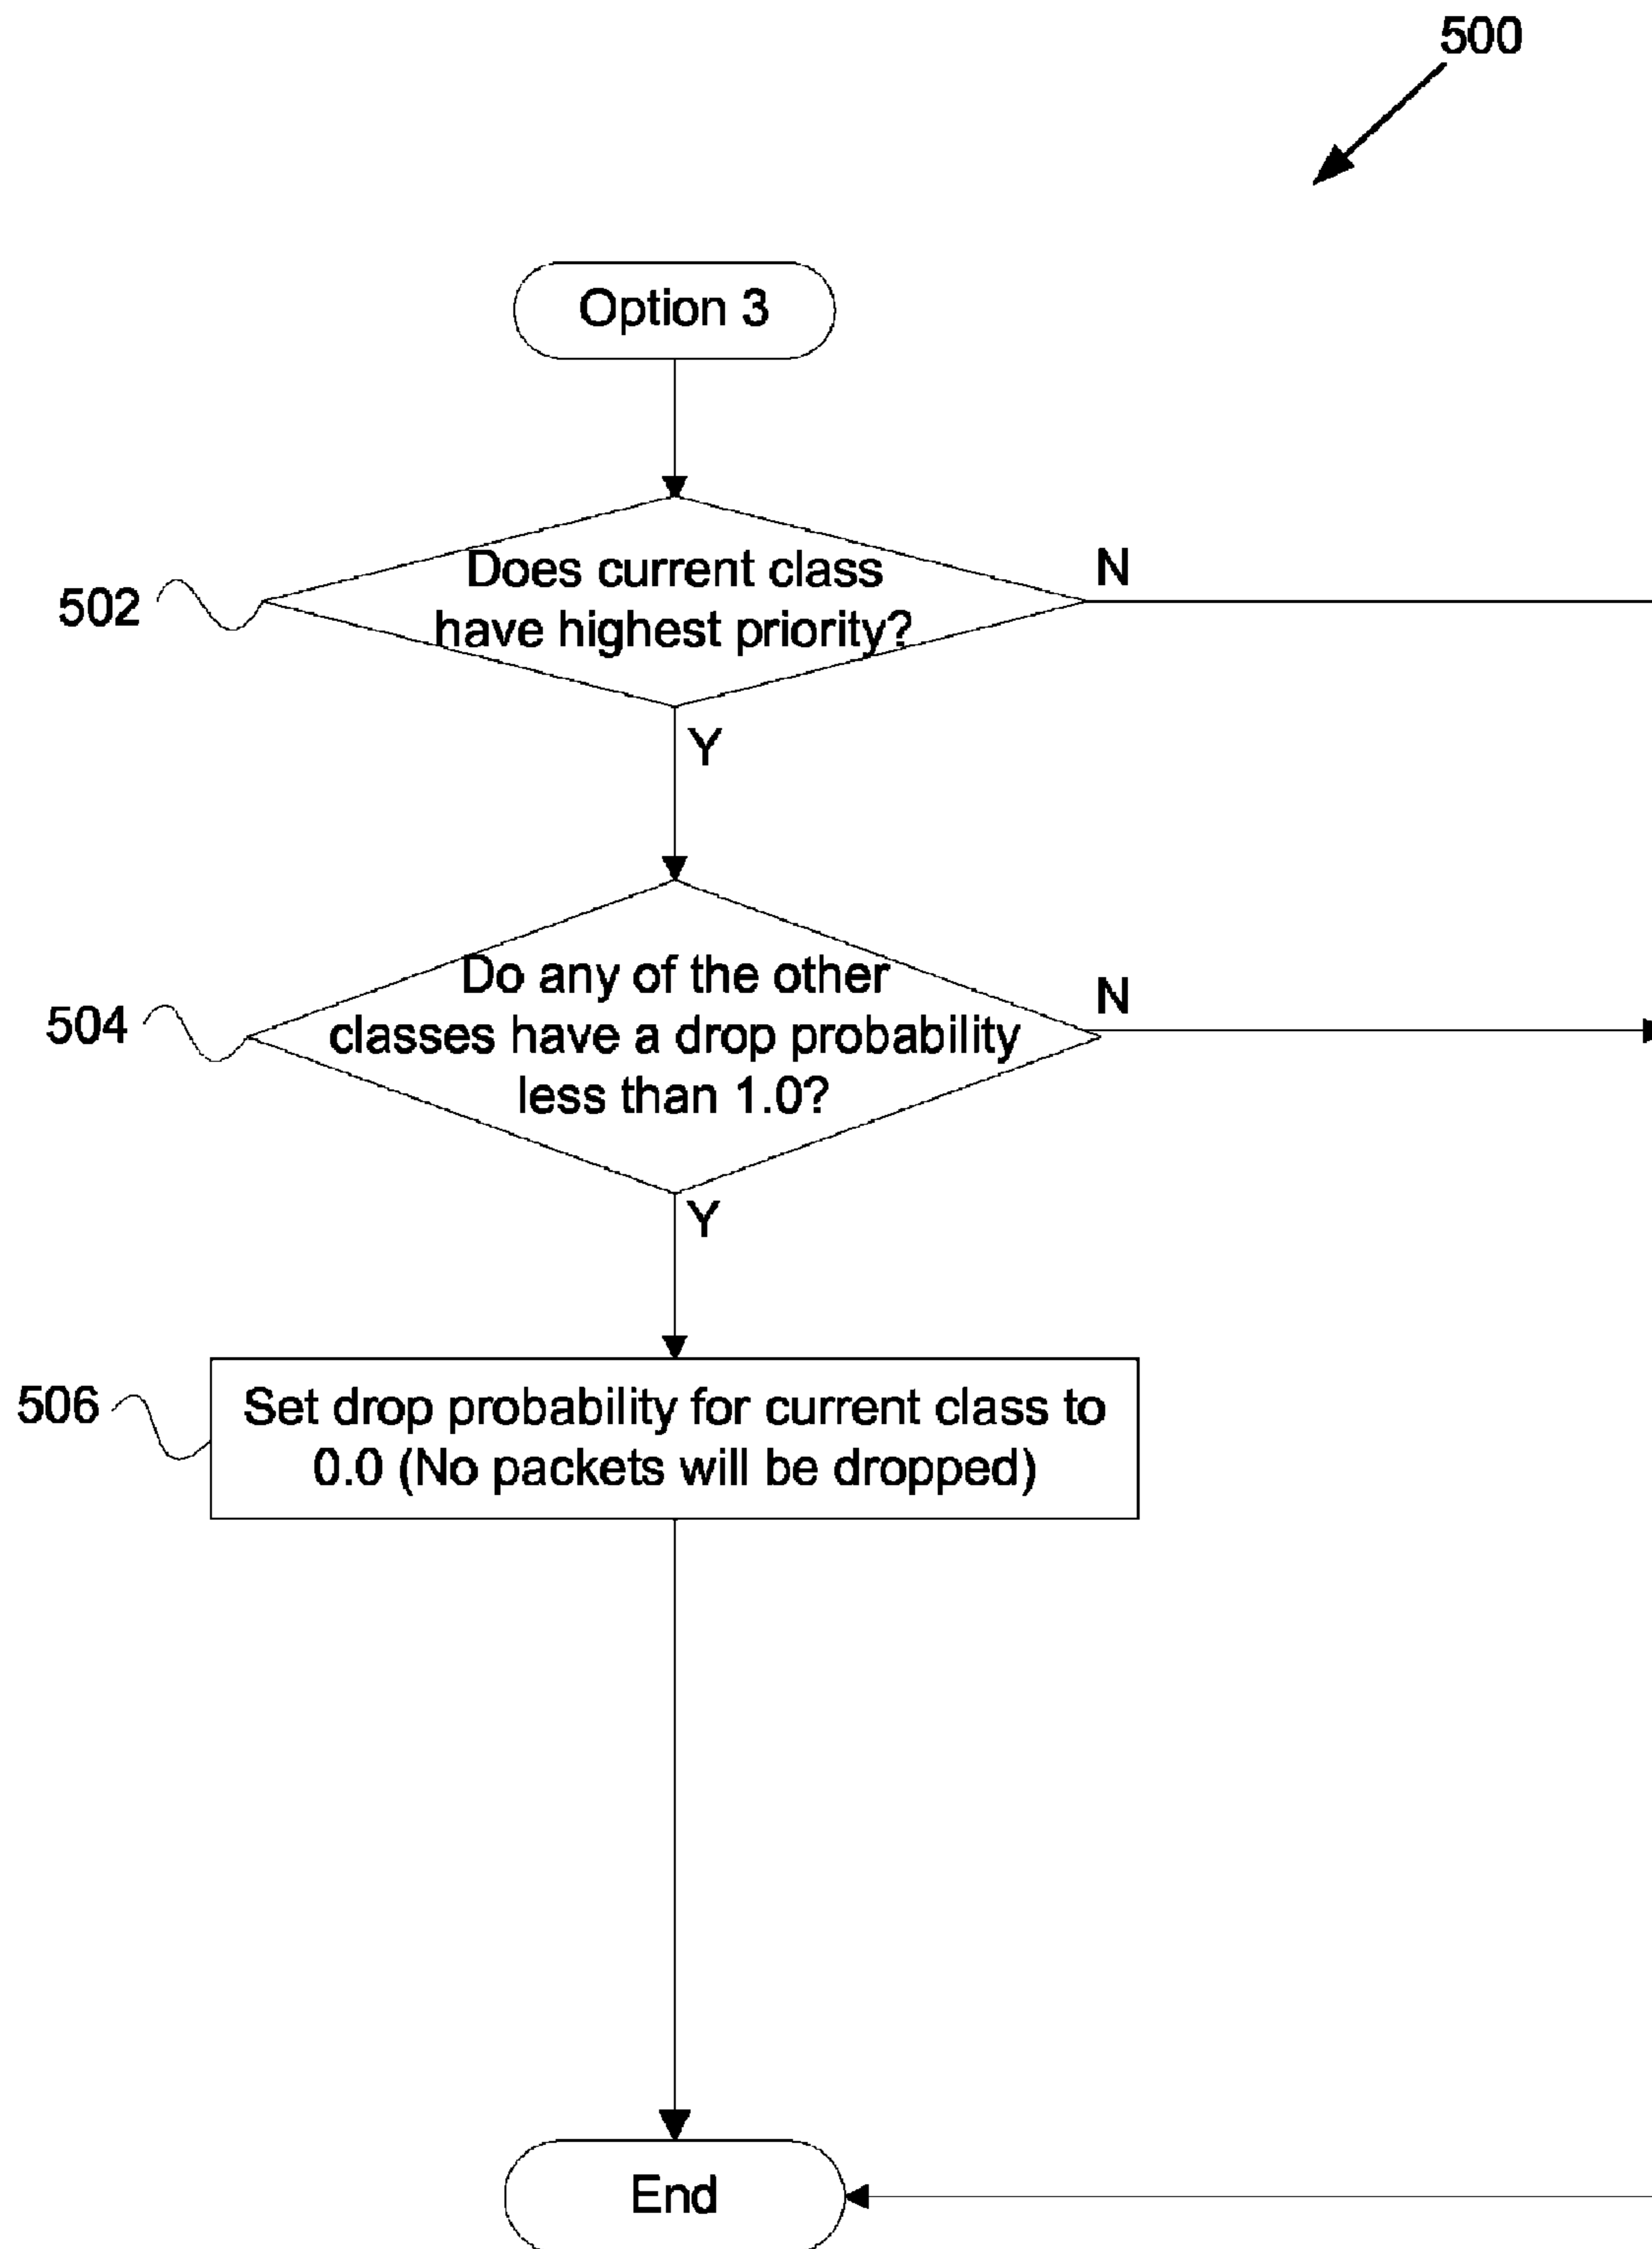 500
Option 3
502
Does current class
have highest priority?
N
Y
504
Do any of the other
classes have a drop probability
less than 1.0?
N
Y
506
Set drop probability for current class to
0.0 (No packets will be dropped)
End